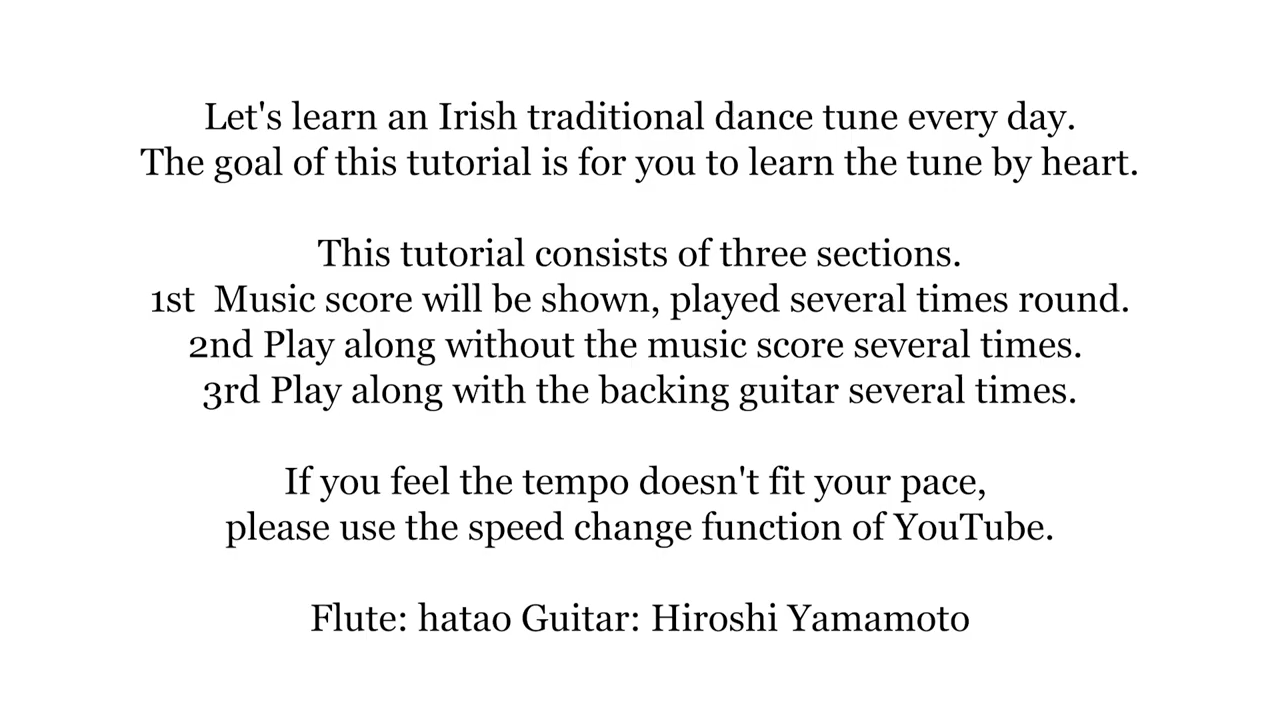 Let's learn an Irish traditional dance tune every day.
The goal of this tutorial is for you to learn the tune by heart.
This tutorial consists of three sections.
1st  Music score will be shown, played several times round.
2nd Play along without the music score several times.
3rd Play along with the backing guitar several times.
If you feel the tempo doesn't fit your pace,
please use the speed change function of YouTube.
Flute: hatao Guitar: Hiroshi Yamamoto